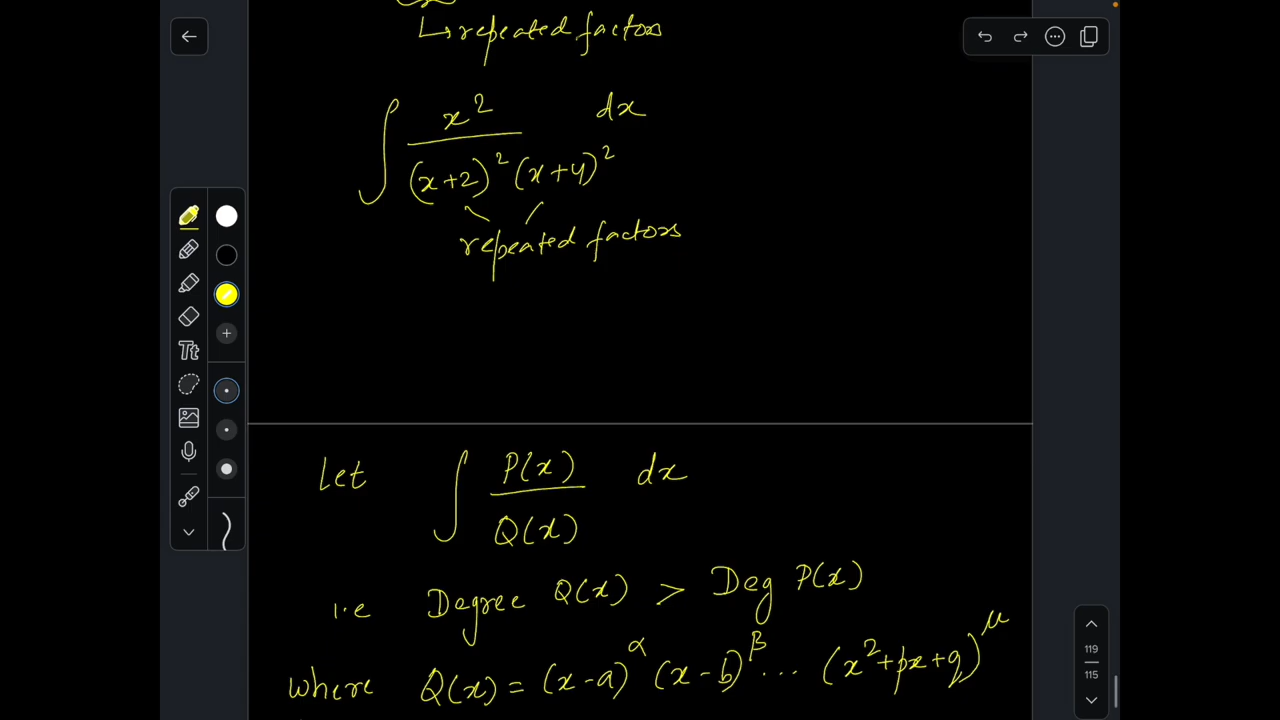 ↳ repeated factors
∫ x² / (x+2)² (x+4)² dx
repeated factors
Let ∫ P(x) / Q(x) dx
i.e Degree Q(x) > Deg P(x)
where Q(x) = (x-a)^α (x-b)^β ... (x²+px+q)^μ
Tt
119
115